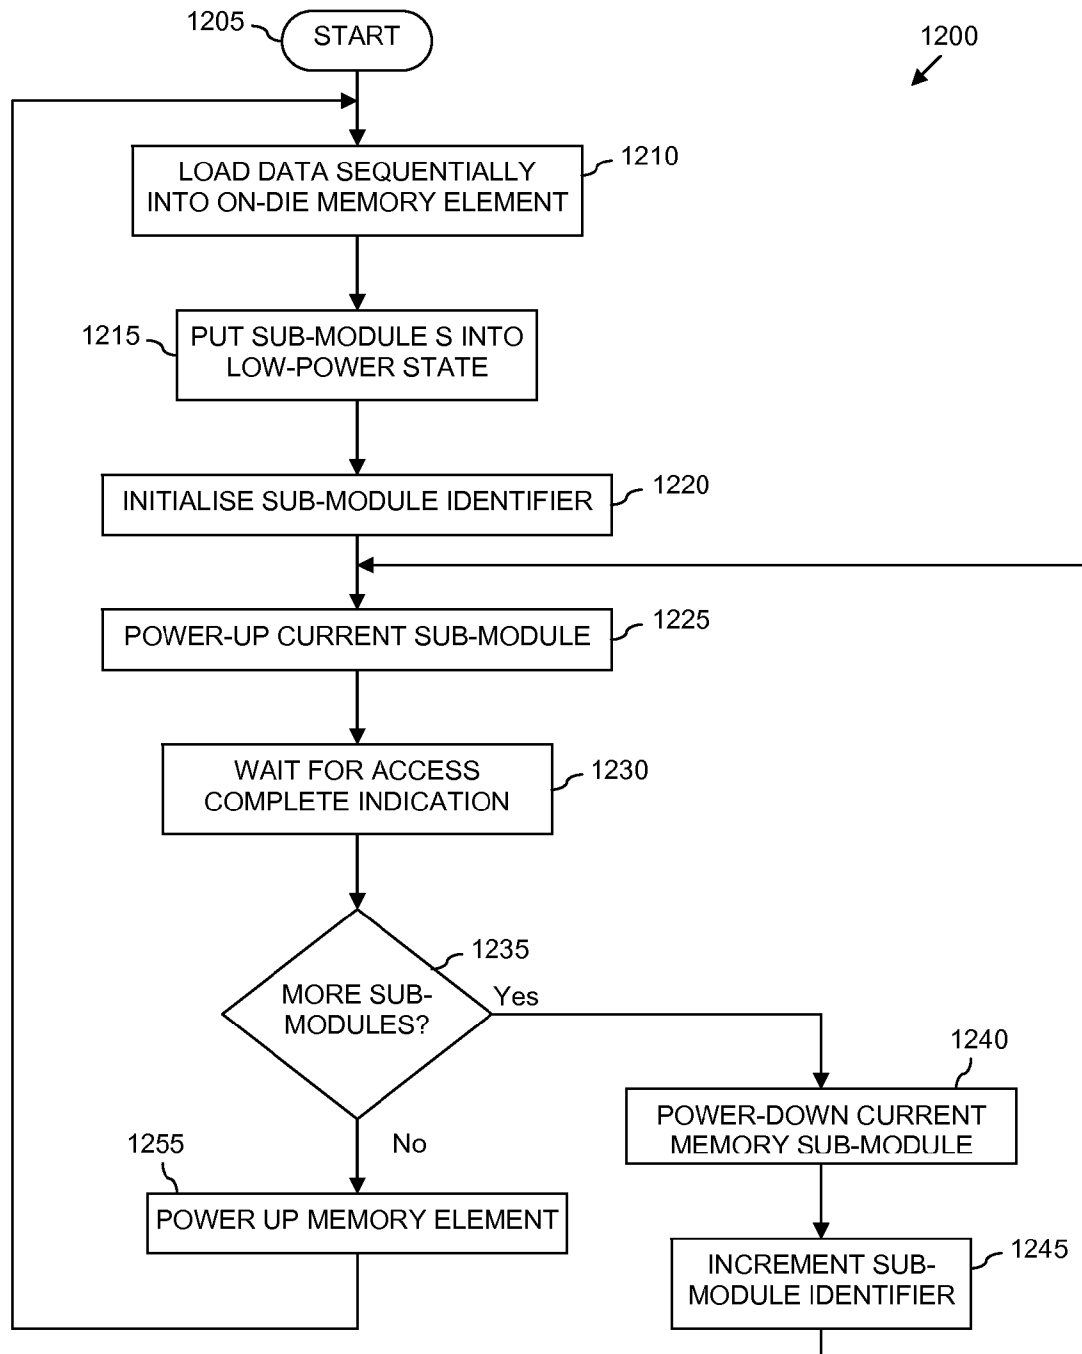 1205
START
1200
1210
LOAD DATA SEQUENTIALLY
INTO ON-DIE MEMORY ELEMENT
1215
PUT SUB-MODULE S INTO
LOW-POWER STATE
1220
INITIALISE SUB-MODULE IDENTIFIER
1225
POWER-UP CURRENT SUB-MODULE
1230
WAIT FOR ACCESS
COMPLETE INDICATION
1235
MORE SUB-
MODULES?
Yes
1240
POWER-DOWN CURRENT
MEMORY SUB-MODULE
No
1255
POWER UP MEMORY ELEMENT
1245
INCREMENT SUB-
MODULE IDENTIFIER